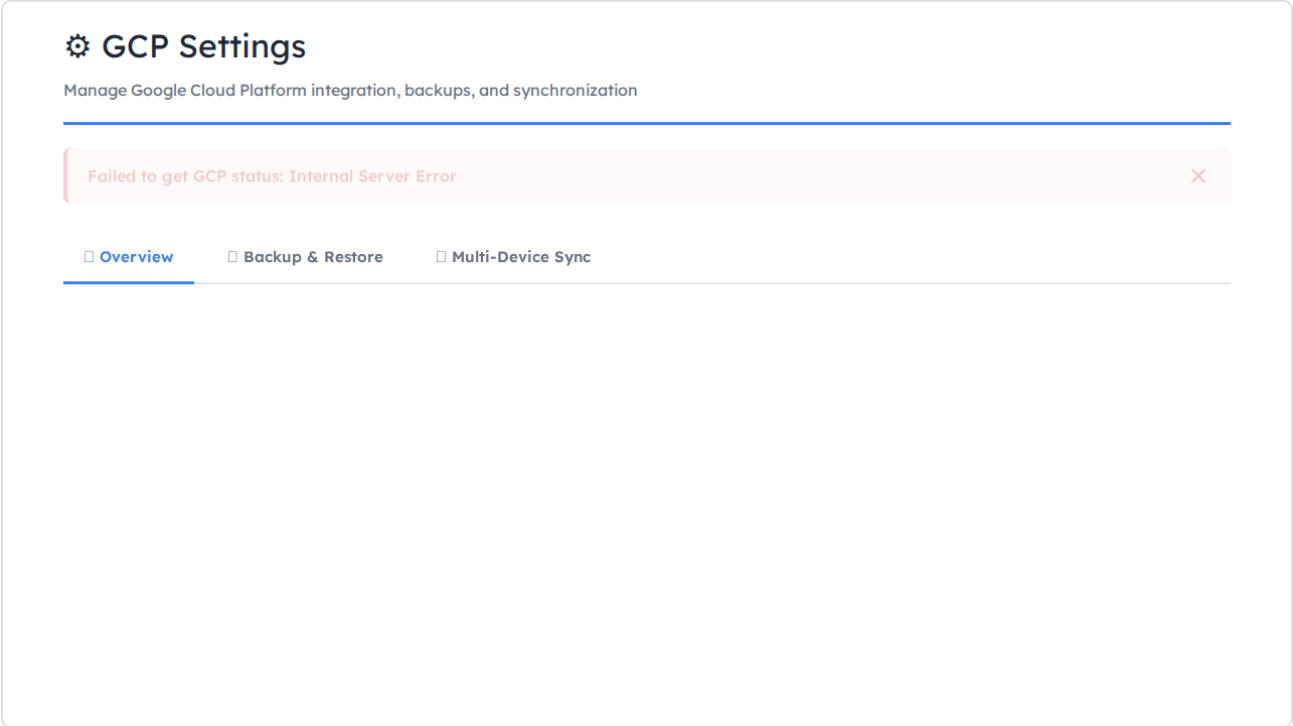 ⚙ GCP Settings
Manage Google Cloud Platform integration, backups, and synchronization
Failed to get GCP status: Internal Server Error ×
Overview
Backup & Restore
Multi-Device Sync